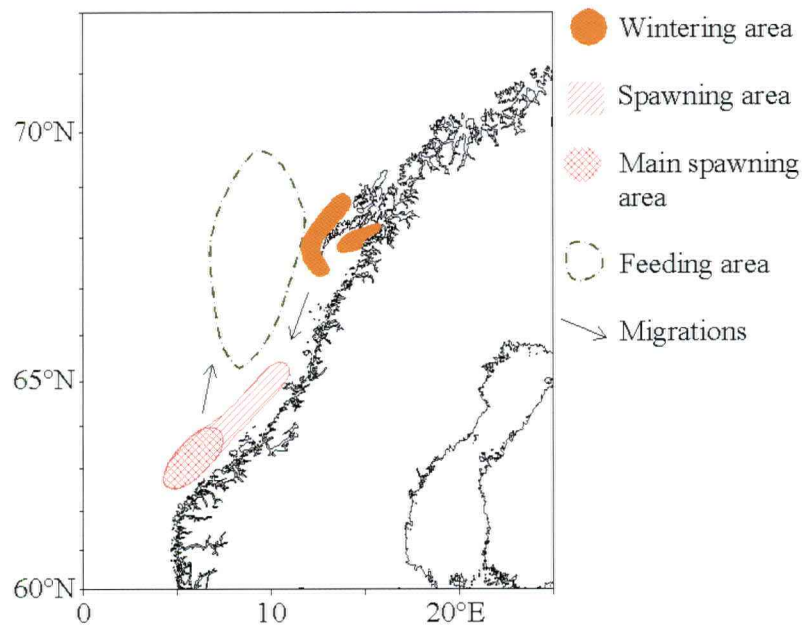 Wintering area
Spawning area
Main spawning
area
Feeding area
Migrations
70°N
65°N
60°N
0
10
20°E